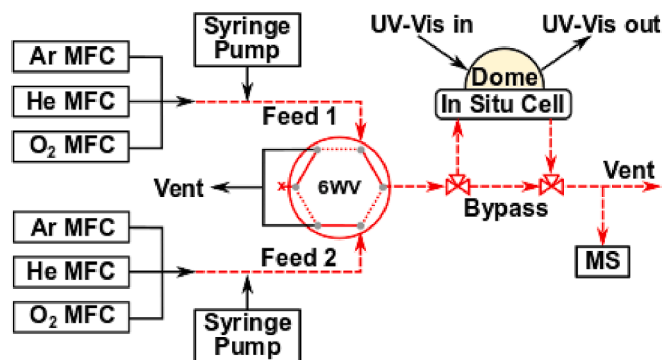 Syringe
Pump
UV-Vis in
UV-Vis out
Ar MFC
He MFC
O₂ MFC
Feed 1
Dome
In Situ Cell
Vent
x
6WV
Bypass
Vent
MS
Ar MFC
He MFC
O₂ MFC
Feed 2
Syringe
Pump